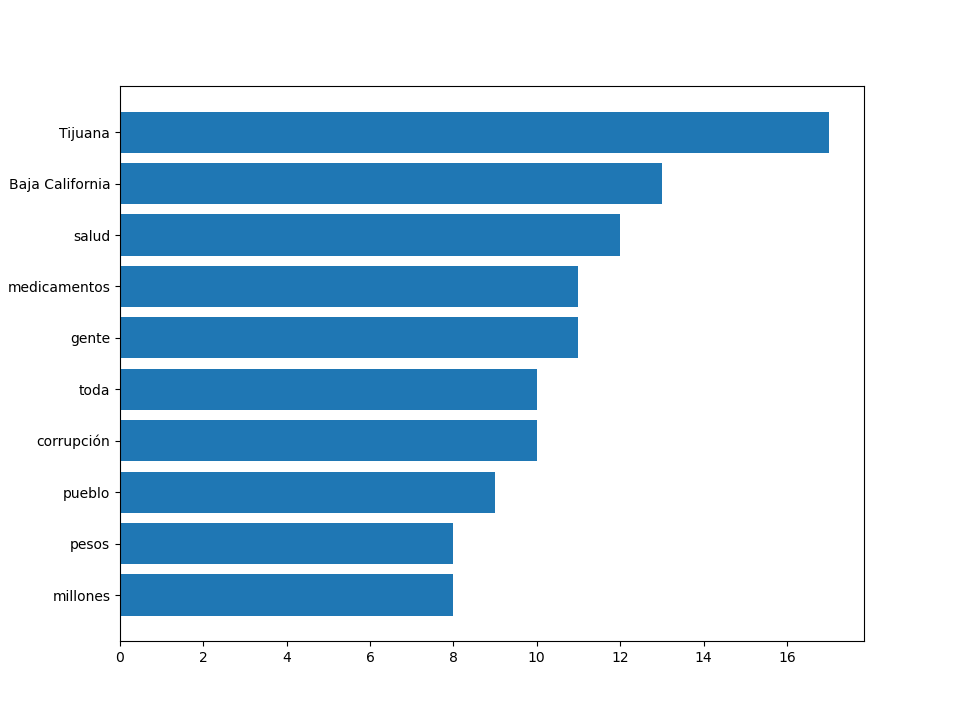 Tijuana
Baja California
salud
medicamentos
gente
toda
corrupción
pueblo
pesos
millones
0 2 4 6 8 10 12 14 16